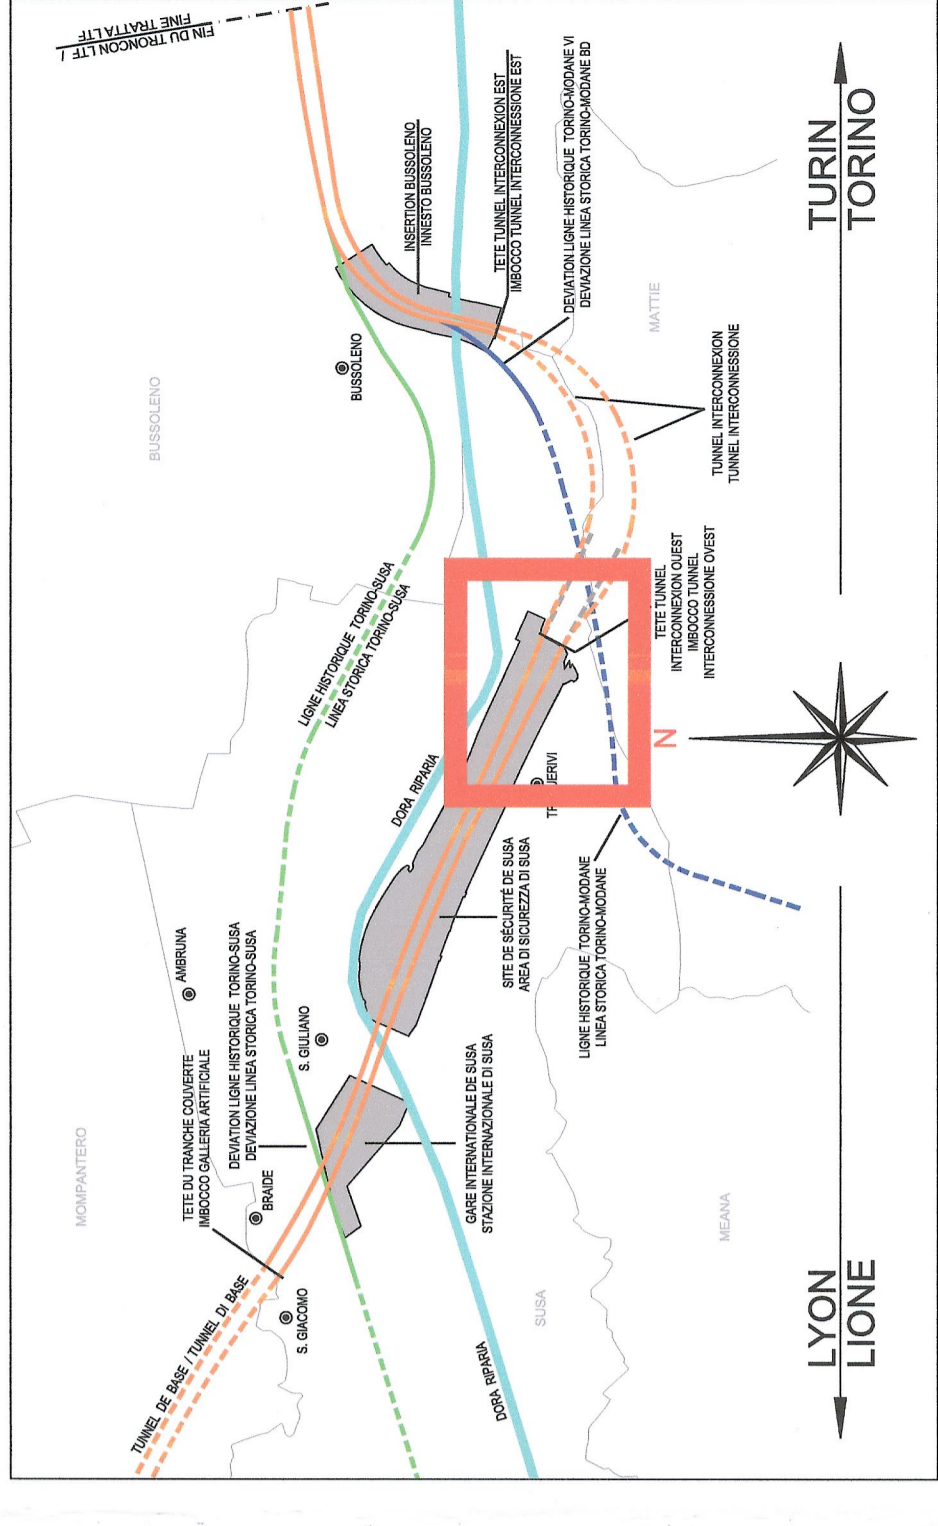 FIN DU TRONCON LTF /
FINE TRATTA LTF
INSERTION BUSSOLENO
INNESTO BUSSOLENO
TETE TUNNEL INTERCONNEXION EST
IMBOCCO TUNNEL INTERCONNESSIONE EST
DEVIATION LIGNE HISTORIQUE TORINO-MODANE VI
DEVIAZIONE LINEA STORICA TORINO-MODANE BD
TURIN
TORINO
BUSSOLENO
BUSSOLENO
MATTIE
TUNNEL INTERCONNEXION
TUNNEL INTERCONNESSIONE
LIGNE HISTORIQUE TORINO-SUSA
LINEA STORICA TORINO-SUSA
TETE TUNNEL
INTERCONNEXION OUEST
IMBOCCO TUNNEL
INTERCONNESSIONE OVEST
N
DORA RIPARIA
SITE DE SÉCURITÉ DE SUSA
AREA DI SICUREZZA DI SUSA
LIGNE HISTORIQUE TORINO-MODANE
LINEA STORICA TORINO-MODANE
AMBRUNA
DEVIATION LIGNE HISTORIQUE TORINO-SUSA
DEVIAZIONE LINEA STORICA TORINO-SUSA
S. GIULIANO
TETE DU TRANCHE COUVERTE
IMBOCCO GALLERIA ARTIFICIALE
MOMPANTERO
BRAIDE
GARE INTERNATIONALE DE SUSA
STAZIONE INTERNAZIONALE DI SUSA
MEANA
SUSA
TUNNEL DE BASE / TUNNEL DI BASE
S. GIACOMO
DORA RIPARIA
LYON
LIONE